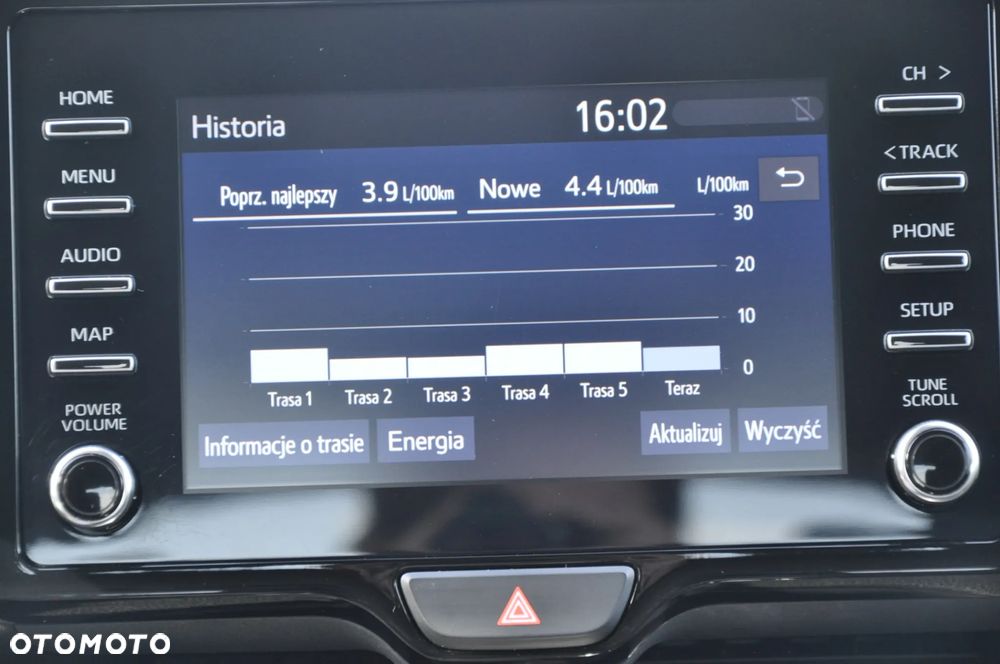 HOME
MENU
AUDIO
MAP
POWER
VOLUME
Historia 16:02
Poprz. najlepszy 3.9 L/100km Nowe 4.4 L/100km L/100km
30
20
10
0
Trasa 1 Trasa 2 Trasa 3 Trasa 4 Trasa 5 Teraz
Informacje o trasie Energia Aktualizuj Wyczyść
CH >
< TRACK
PHONE
SETUP
TUNE
SCROLL
OTOMOTO